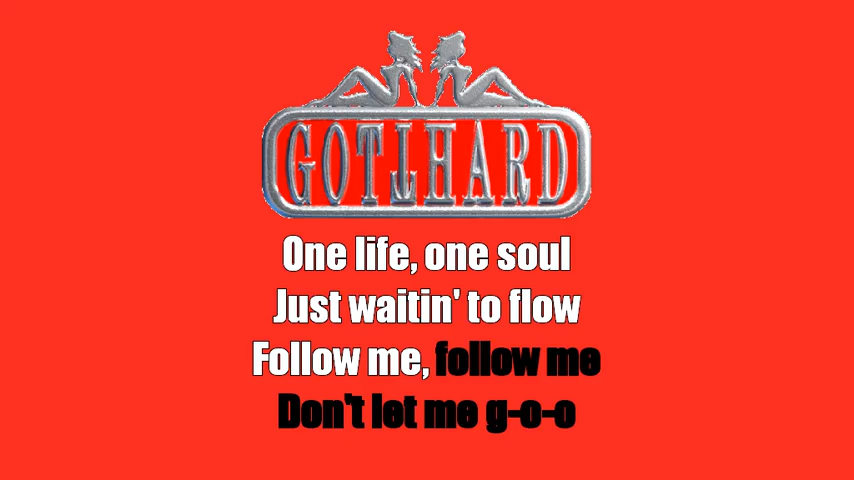 GOTTHARD
One life, one soul
Just waitin' to flow
Follow me, follow me
Don't let me g-o-o